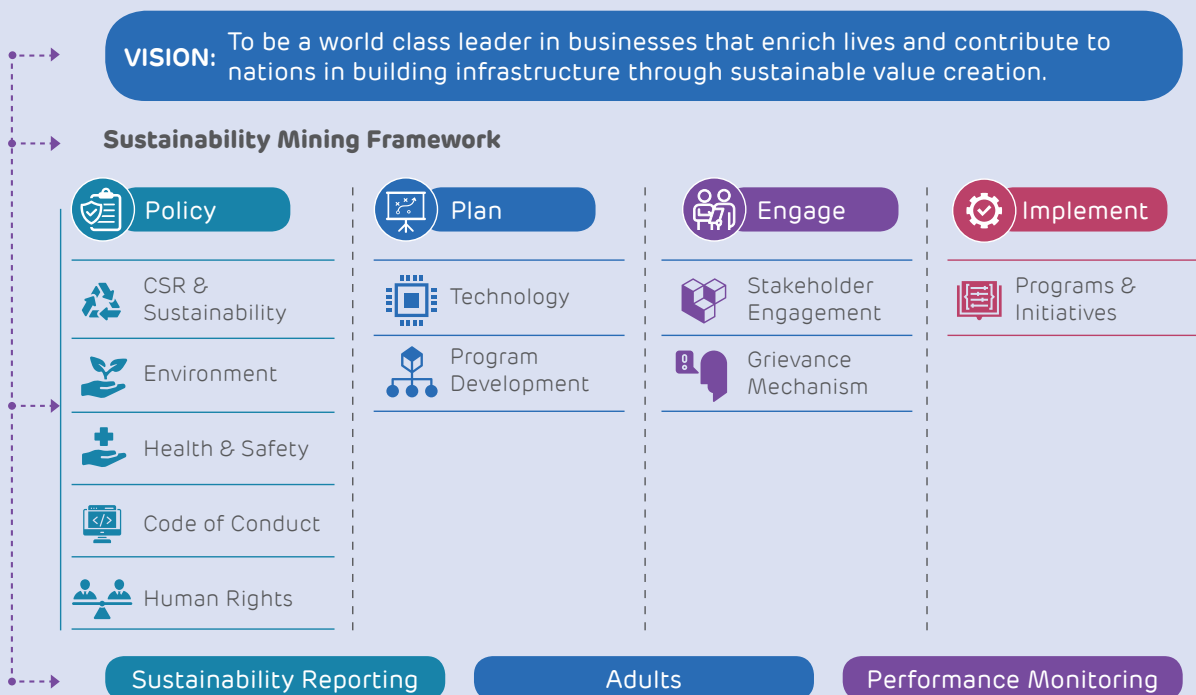 VISION: To be a world class leader in businesses that enrich lives and contribute to
nations in building infrastructure through sustainable value creation.
Sustainability Mining Framework
Policy
CSR &
Sustainability
Environment
Health & Safety
Code of Conduct
Human Rights
Plan
Technology
Program
Development
Engage
Stakeholder
Engagement
Grievance
Mechanism
Implement
Programs &
Initiatives
Sustainability Reporting
Adults
Performance Monitoring